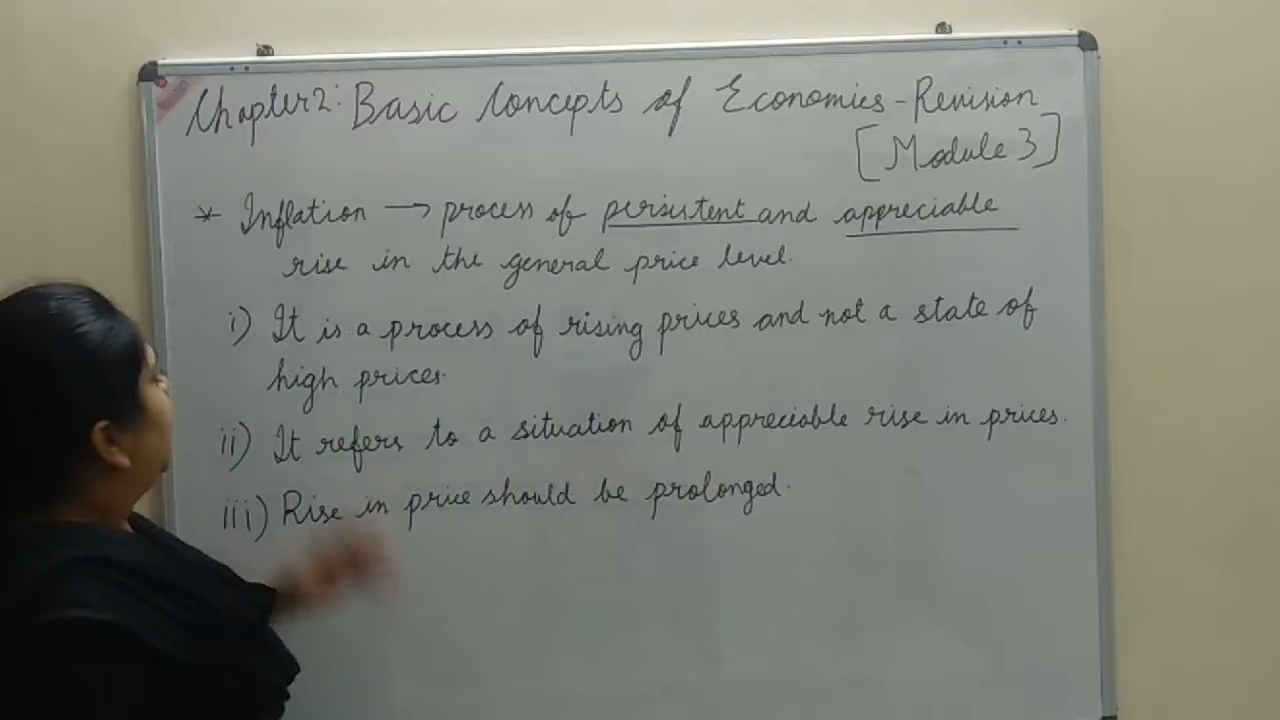 Chapter 2: Basic Concepts of Economics - Revision
[Module 3]
* Inflation → process of persistent and appreciable
rise in the general price level.
i) It is a process of rising prices and not a state of
high prices.
ii) It refers to a situation of appreciable rise in prices.
iii) Rise in price should be prolonged.